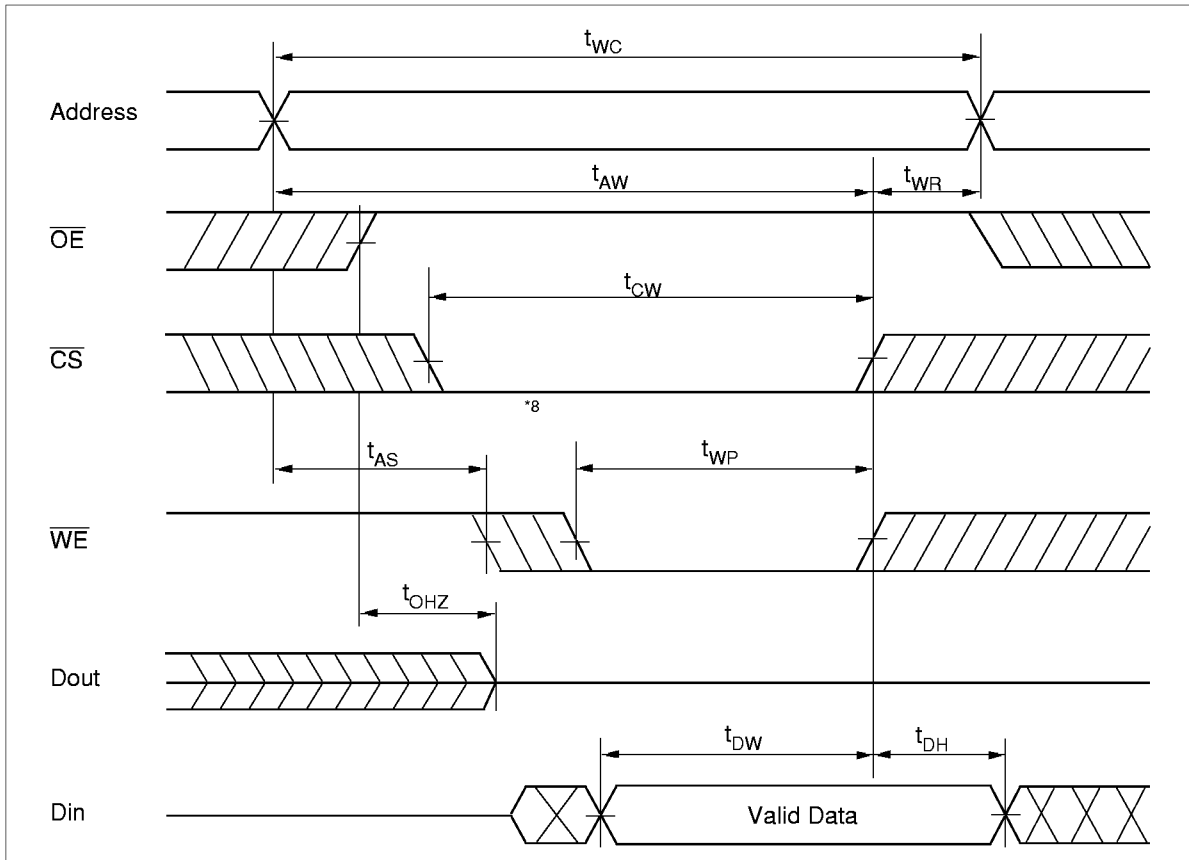 tWC
Address
tAW
tWR
OE
tCW
CS
*8
tAS
tWP
WE
tOHZ
Dout
tDW
tDH
Din
Valid Data